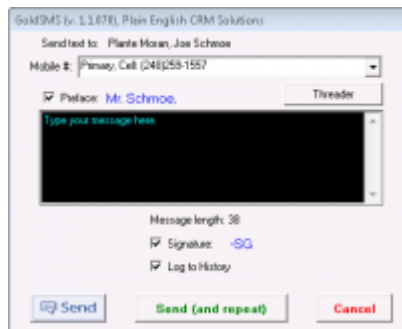 GoldSMS (v. 1.1.078), Plain English CRM Solutions
Send text to: Plante Moran, Joe Schmoe
Mobile #: Primary, Cell: (248)259-1557
Preface: Mr. Schmoe,
Threader
Type your message here.
Message length: 38
Signature: -SG
Log to History
Send
Send (and repeat)
Cancel